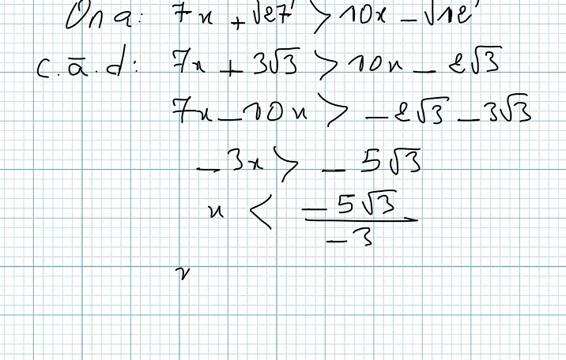 On a : 7x + √27 > 10x - √12
c.à.d : 7x + 3√3 > 10x - 2√3
7x - 10x > - 2√3 - 3√3
- 3x > - 5√3
x < - 5√3 / - 3
x